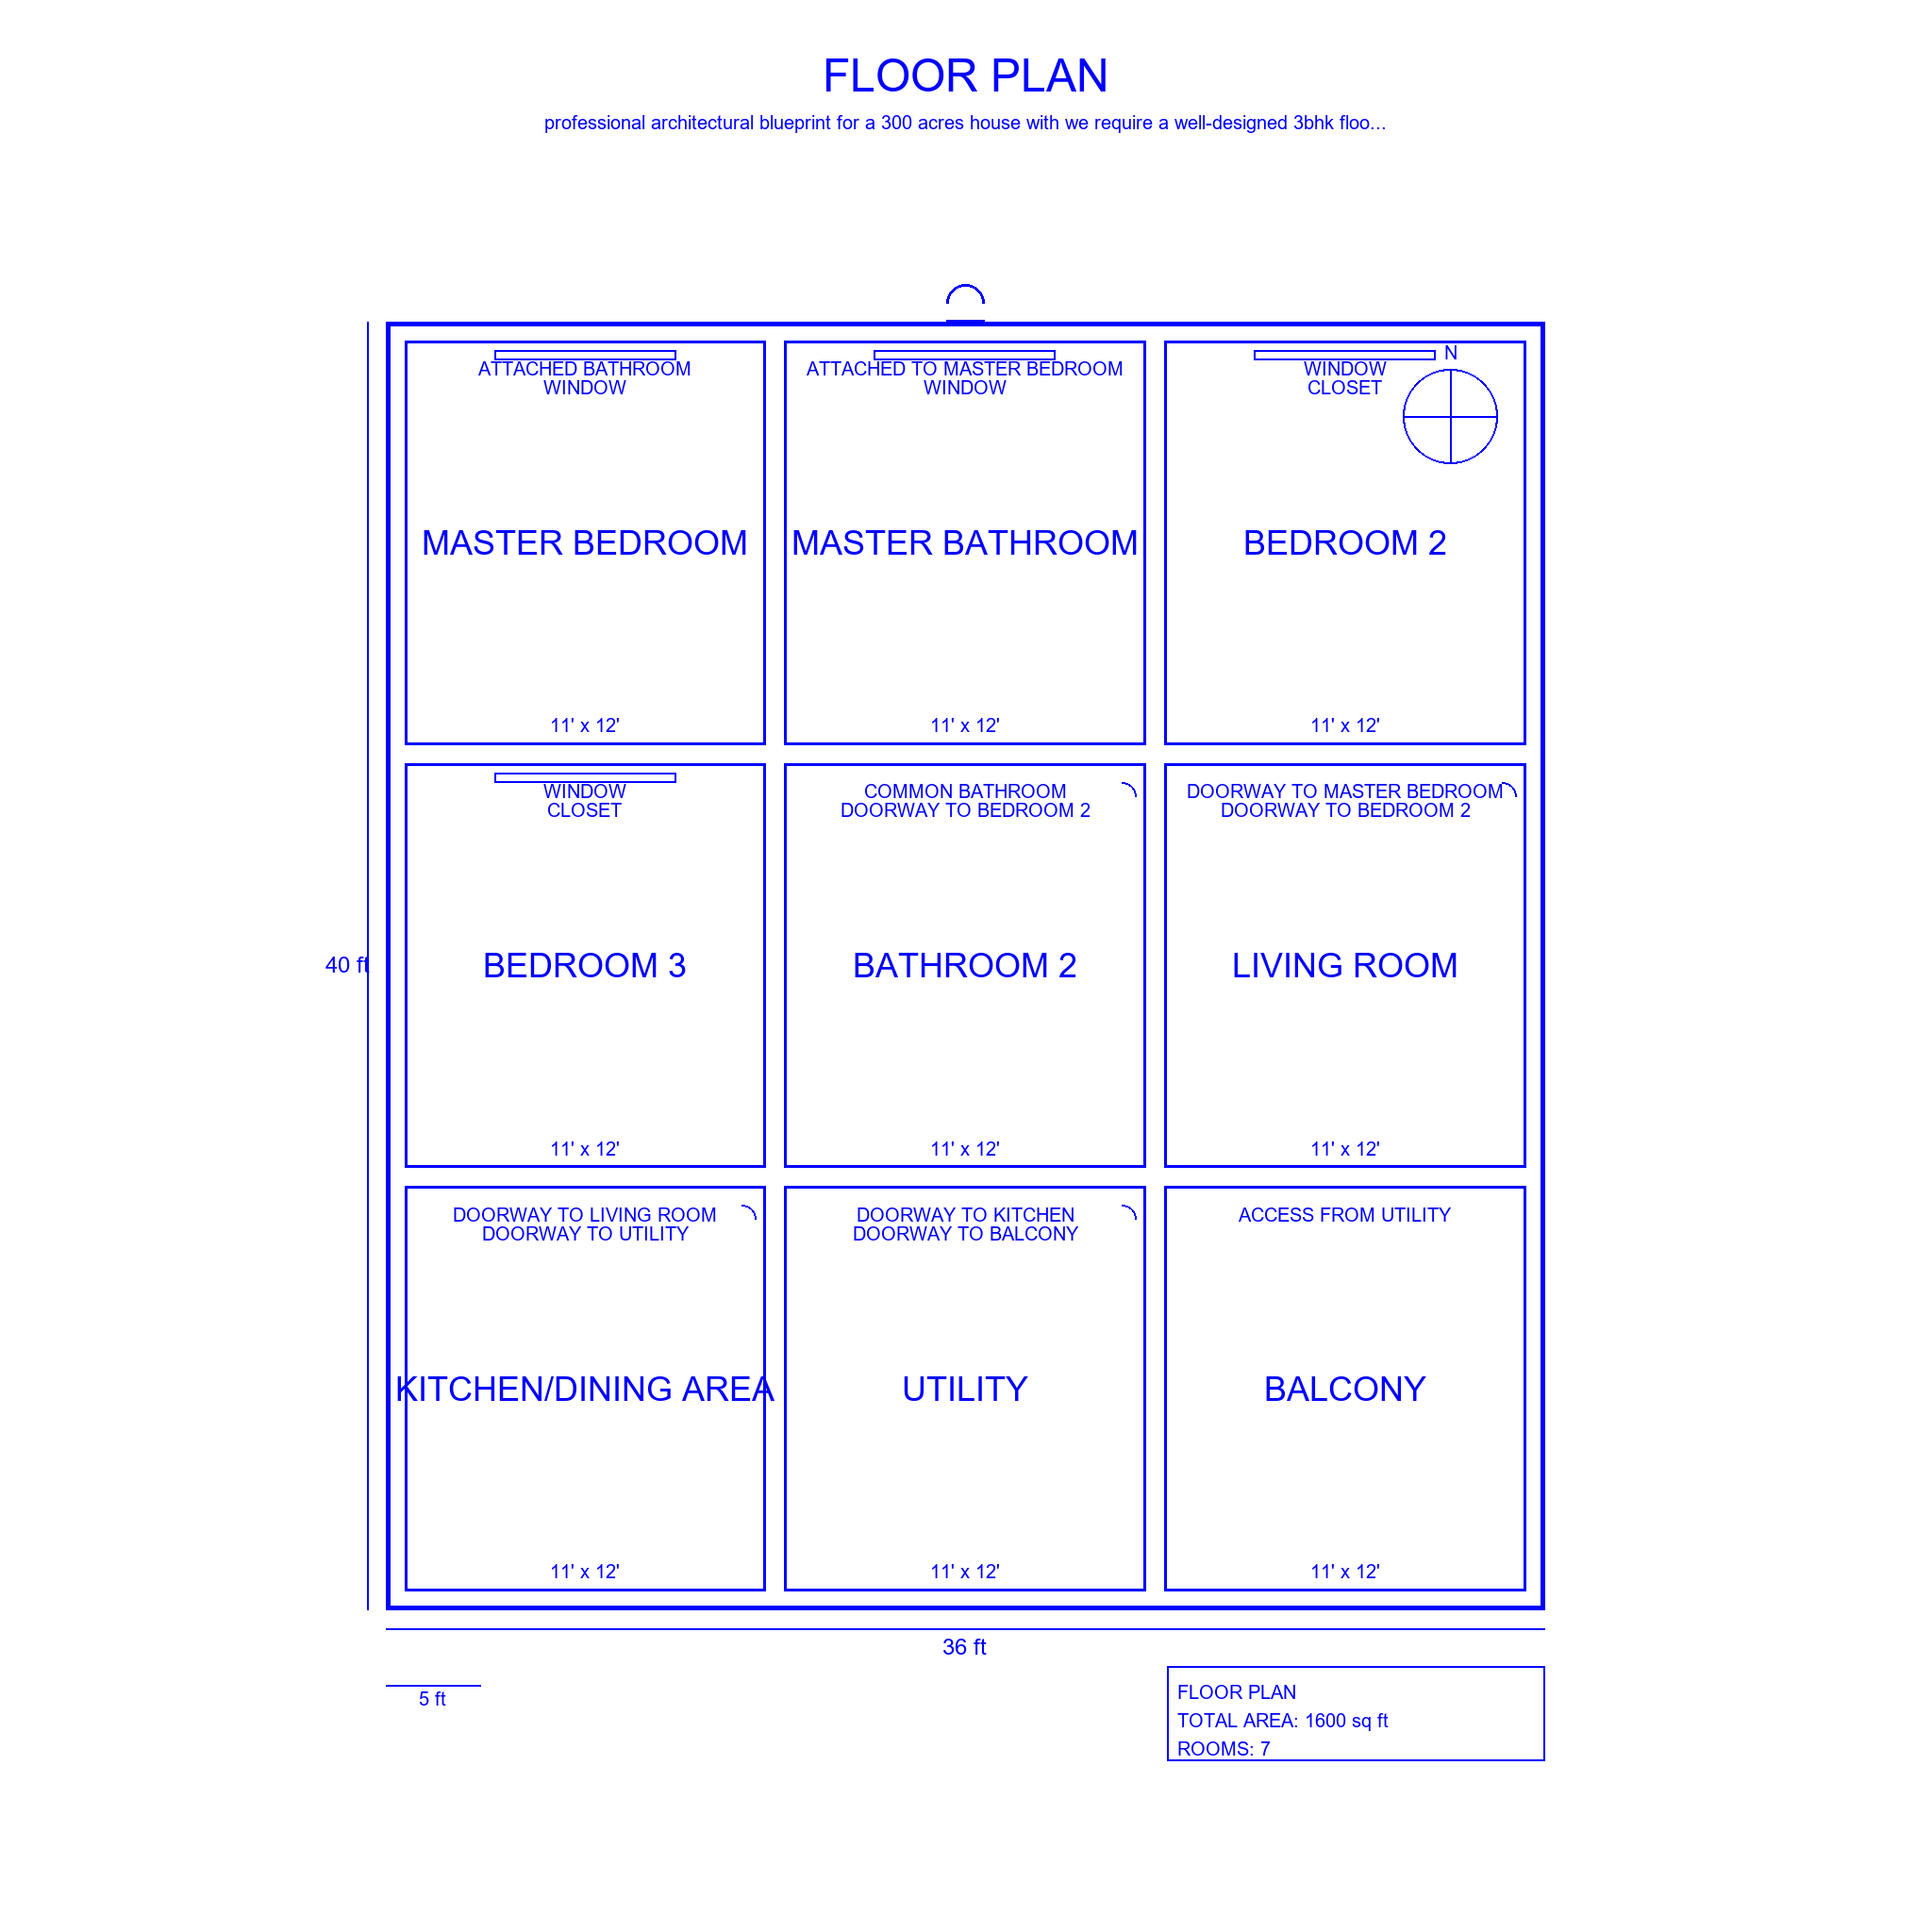 FLOOR PLAN
professional architectural blueprint for a 300 acres house with we require a well-designed 3bhk floo...
N
ATTACHED BATHROOM
WINDOW
MASTER BEDROOM
11' x 12'
ATTACHED TO MASTER BEDROOM
WINDOW
MASTER BATHROOM
11' x 12'
WINDOW
CLOSET
BEDROOM 2
11' x 12'
40 ft
WINDOW
CLOSET
BEDROOM 3
11' x 12'
COMMON BATHROOM
DOORWAY TO BEDROOM 2
BATHROOM 2
11' x 12'
DOORWAY TO MASTER BEDROOM
DOORWAY TO BEDROOM 2
LIVING ROOM
11' x 12'
DOORWAY TO LIVING ROOM
DOORWAY TO UTILITY
KITCHEN/DINING AREA
11' x 12'
DOORWAY TO KITCHEN
DOORWAY TO BALCONY
UTILITY
11' x 12'
ACCESS FROM UTILITY
BALCONY
11' x 12'
36 ft
5 ft
FLOOR PLAN
TOTAL AREA: 1600 sq ft
ROOMS: 7